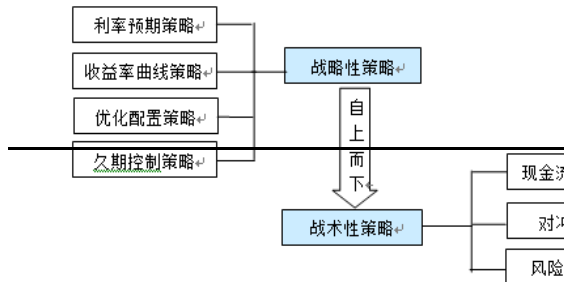 利率预期策略
收益率曲线策略
战略性策略
优化配置策略
久期控制策略
自上而下
战术性策略
现金流
对冲
风险